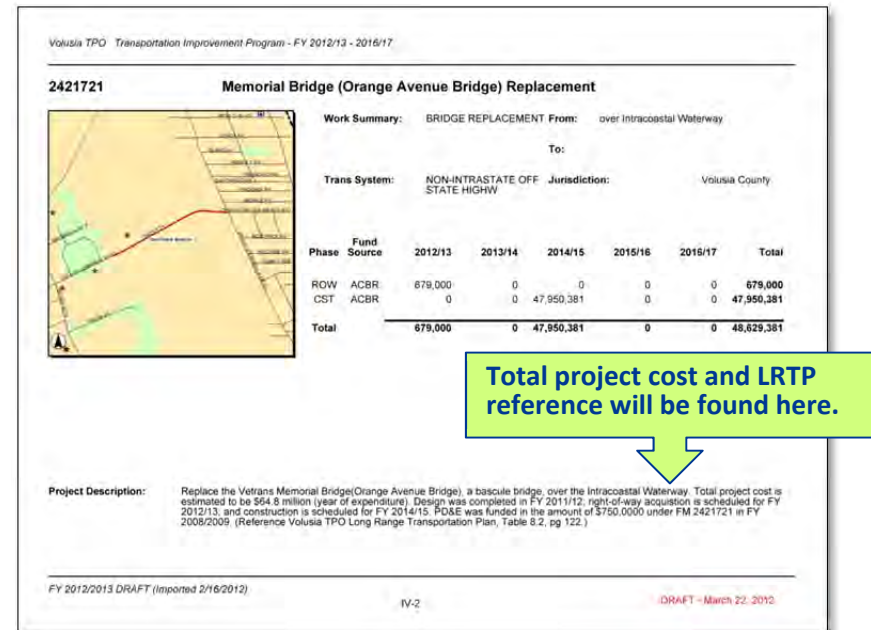 Volusia TPO Transportation Improvement Program - FY 2012/13 - 2016/17
2421721 Memorial Bridge (Orange Avenue Bridge) Replacement
Work Summary: BRIDGE REPLACEMENT From: over Intracoastal Waterway
To:
Trans System: NON-INTRASTATE OFF STATE HIGHW Jurisdiction: Volusia County
Phase Fund Source 2012/13 2013/14 2014/15 2015/16 2016/17 Total
ROW ACBR 679,000 0 0 0 0 679,000
CST ACBR 0 0 47,950,381 0 0 47,950,381
Total 679,000 0 47,950,381 0 0 48,629,381
Total project cost and LRTP
reference will be found here.
Project Description: Replace the Vetrans Memorial Bridge(Orange Avenue Bridge), a bascule bridge, over the Intracoastal Waterway. Total project cost is
estimated to be $64.8 million (year of expenditure). Design was completed in FY 2011/12; right-of-way acqustion is scheduled for FY
2012/13, and construction is scheduled for FY 2014/15. PD&E was funded in the amount of $750,0000 under FM 2421721 in FY
2008/2009. (Reference Volusia TPO Long Range Transportation Plan, Table 8.2, pg 122.)
FY 2012/2013 DRAFT (Imported 2/16/2012)
IV-2
DRAFT - March 22, 2012